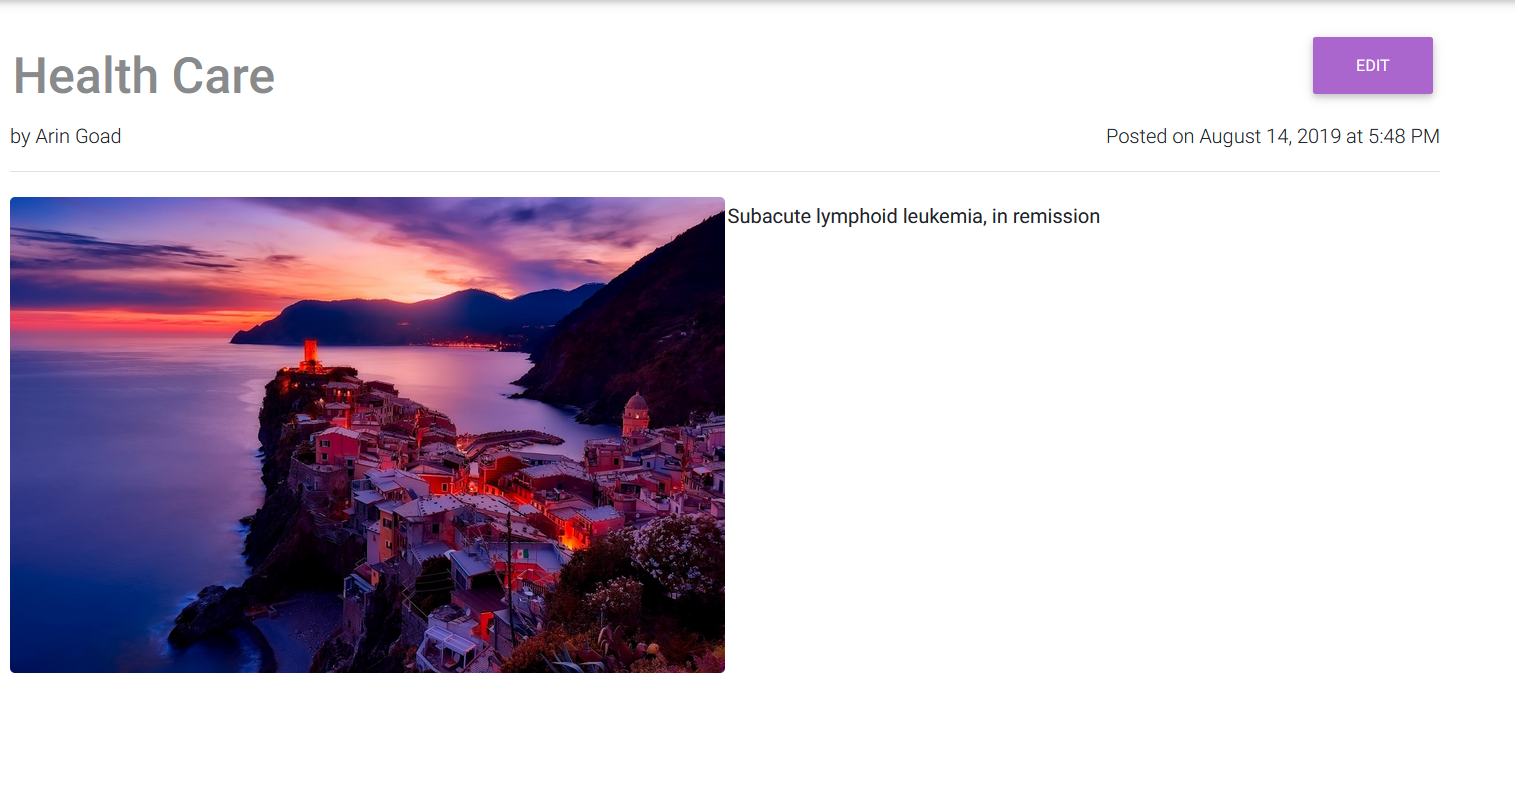 Health Care
EDIT
by Arin Goad
Posted on August 14, 2019 at 5:48 PM
Subacute lymphoid leukemia, in remission